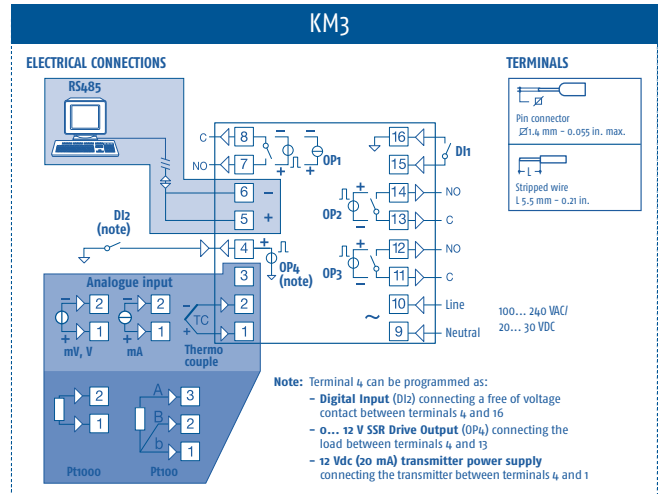 KM3
ELECTRICAL CONNECTIONS
TERMINALS
RS485
C
8
–
–
NO
7
+
+
OP1
6
–
5
+
DI2
(note)
4
+
OP4
(note)
3
2
–
TC
1
+
Thermo
couple
Analogue input
–
2
+
1
mV, V
–
2
+
1
mA
2
1
Pt1000
A
3
B
2
b
1
Pt100
16
15
DI1
OP2
+
–
14
NO
13
C
OP3
+
–
12
NO
11
C
~
10
Line
9
Neutral
100... 240 VAC/
20... 30 VDC
Pin connector
Ø1.4 mm - 0.055 in. max.
L
Stripped wire
L 5.5 mm - 0.21 in.
Note: Terminal 4 can be programmed as:
– Digital Input (DI2) connecting a free of voltage
contact between terminals 4 and 16
– 0... 12 V SSR Drive Output (OP4) connecting the
load between terminals 4 and 13
– 12 Vdc (20 mA) transmitter power supply
connecting the transmitter between terminals 4 and 1